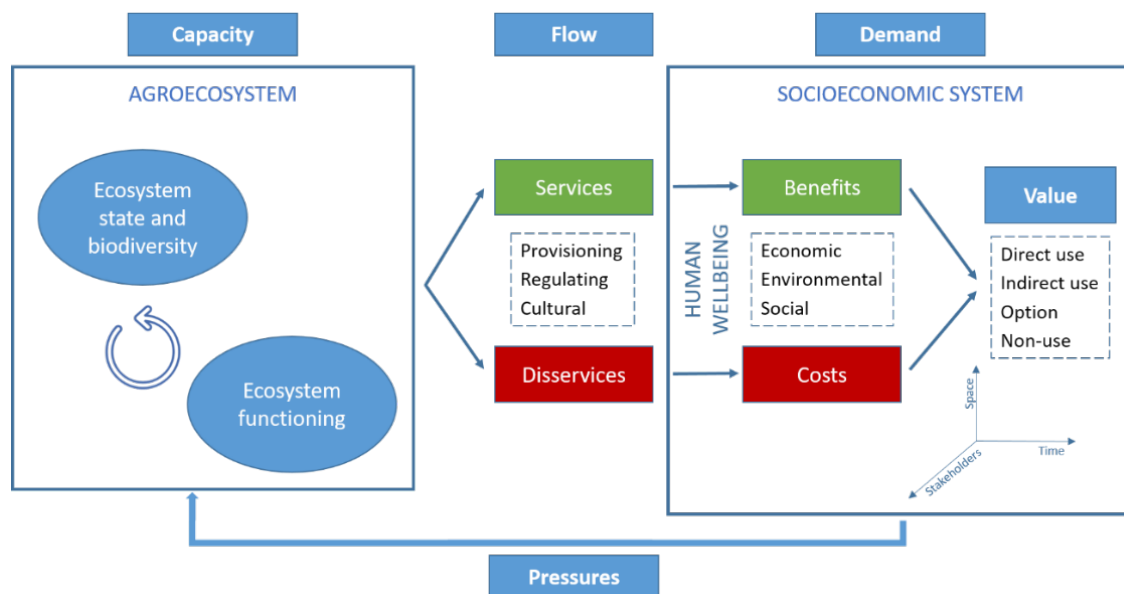 Capacity
Flow
Demand
AGROECOSYSTEM
SOCIOECONOMIC SYSTEM
Ecosystem
state and
biodiversity
Ecosystem
functioning
Services
Provisioning
Regulating
Cultural
Disservices
HUMAN
WELLBEING
Benefits
Economic
Environmental
Social
Costs
Value
Direct use
Indirect use
Option
Non-use
Space
Time
Stakeholders
Pressures